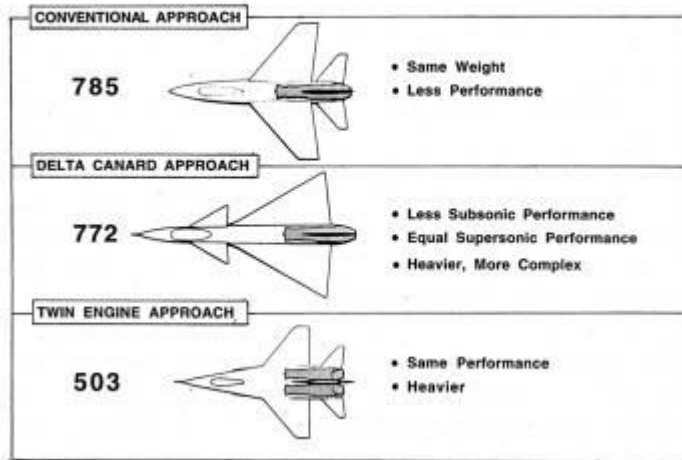 CONVENTIONAL APPROACH
785
• Same Weight
• Less Performance
DELTA CANARD APPROACH
772
• Less Subsonic Performance
• Equal Supersonic Performance
• Heavier, More Complex
TWIN ENGINE APPROACH
503
• Same Performance
• Heavier